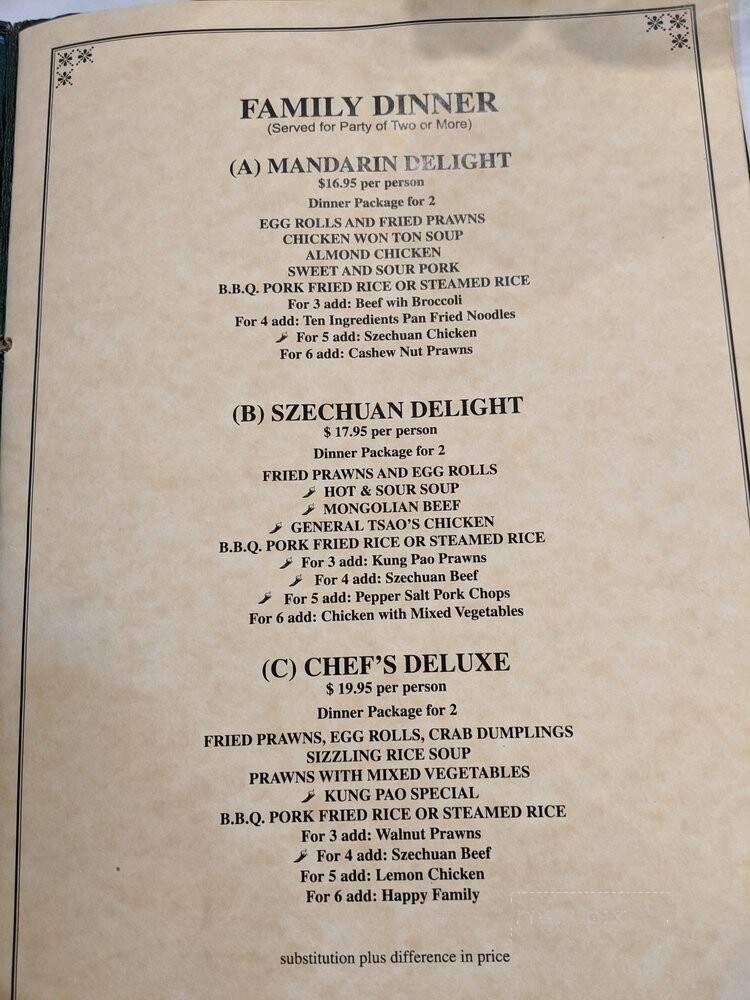 FAMILY DINNER
(Served for Party of Two or More)
(A) MANDARIN DELIGHT
$16.95 per person
Dinner Package for 2
EGG ROLLS AND FRIED PRAWNS
CHICKEN WON TON SOUP
ALMOND CHICKEN
SWEET AND SOUR PORK
B.B.Q. PORK FRIED RICE OR STEAMED RICE
For 3 add: Beef wih Broccoli
For 4 add: Ten Ingredients Pan Fried Noodles
For 5 add: Szechuan Chicken
For 6 add: Cashew Nut Prawns
(B) SZECHUAN DELIGHT
$ 17.95 per person
Dinner Package for 2
FRIED PRAWNS AND EGG ROLLS
HOT & SOUR SOUP
MONGOLIAN BEEF
GENERAL TSAO'S CHICKEN
B.B.Q. PORK FRIED RICE OR STEAMED RICE
For 3 add: Kung Pao Prawns
For 4 add: Szechuan Beef
For 5 add: Pepper Salt Pork Chops
For 6 add: Chicken with Mixed Vegetables
(C) CHEF'S DELUXE
$ 19.95 per person
Dinner Package for 2
FRIED PRAWNS, EGG ROLLS, CRAB DUMPLINGS
SIZZLING RICE SOUP
PRAWNS WITH MIXED VEGETABLES
KUNG PAO SPECIAL
B.B.Q. PORK FRIED RICE OR STEAMED RICE
For 3 add: Walnut Prawns
For 4 add: Szechuan Beef
For 5 add: Lemon Chicken
For 6 add: Happy Family
substitution plus difference in price